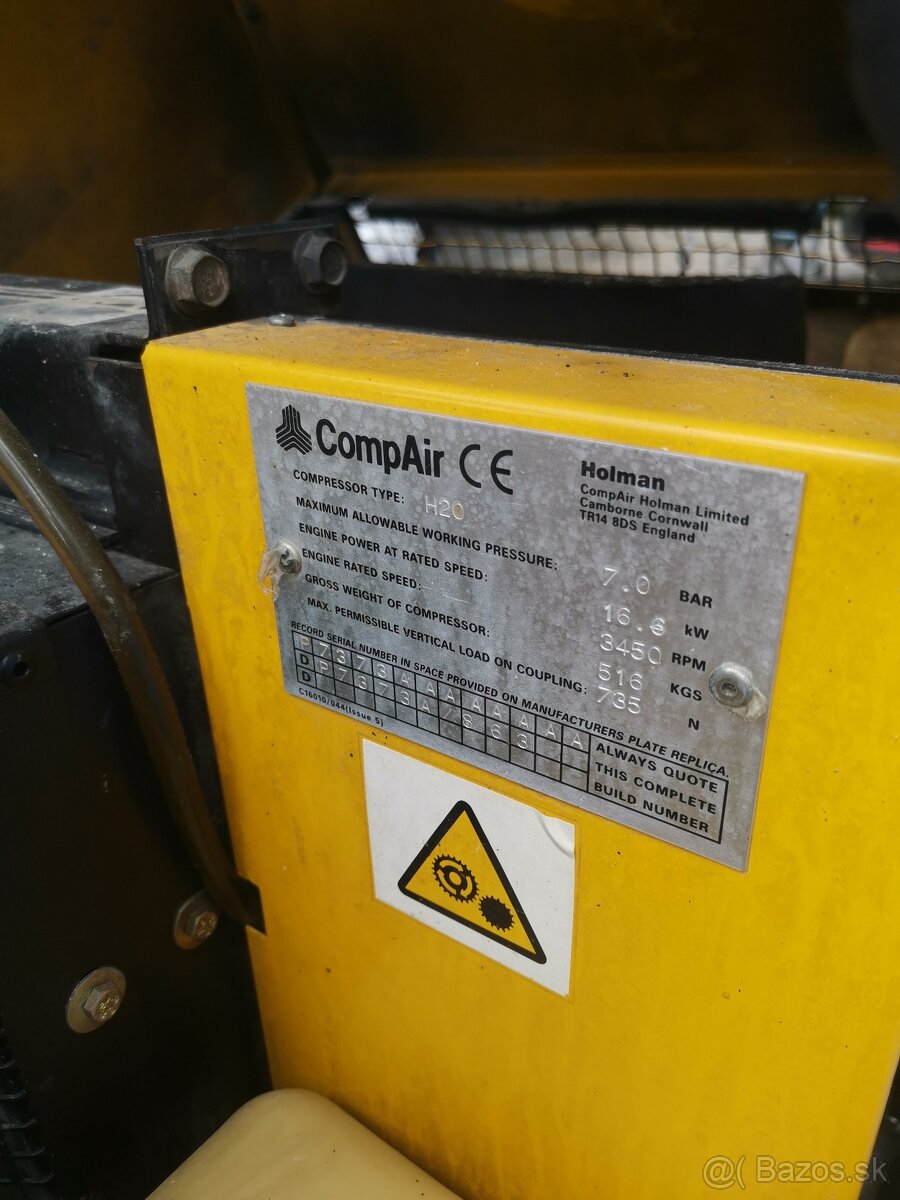 CompAir CE
Holman
CompAir Holman Limited
Camborne Cornwall
TR14 8DS England
COMPRESSOR TYPE: H20
MAXIMUM ALLOWABLE WORKING PRESSURE: 7.0 BAR
ENGINE POWER AT RATED SPEED: 16.6 kW
ENGINE RATED SPEED: 3450 RPM
GROSS WEIGHT OF COMPRESSOR: 516 KGS
MAX. PERMISSIBLE VERTICAL LOAD ON COUPLING: 735 N
RECORD SERIAL NUMBER IN SPACE PROVIDED ON MANUFACTURERS PLATE REPLICA.
P7373AAAAAAAA
DP7373A/863
D
ALWAYS QUOTE
THIS COMPLETE
BUILD NUMBER
C16010/044(Issue 5)
@( Bazos.sk